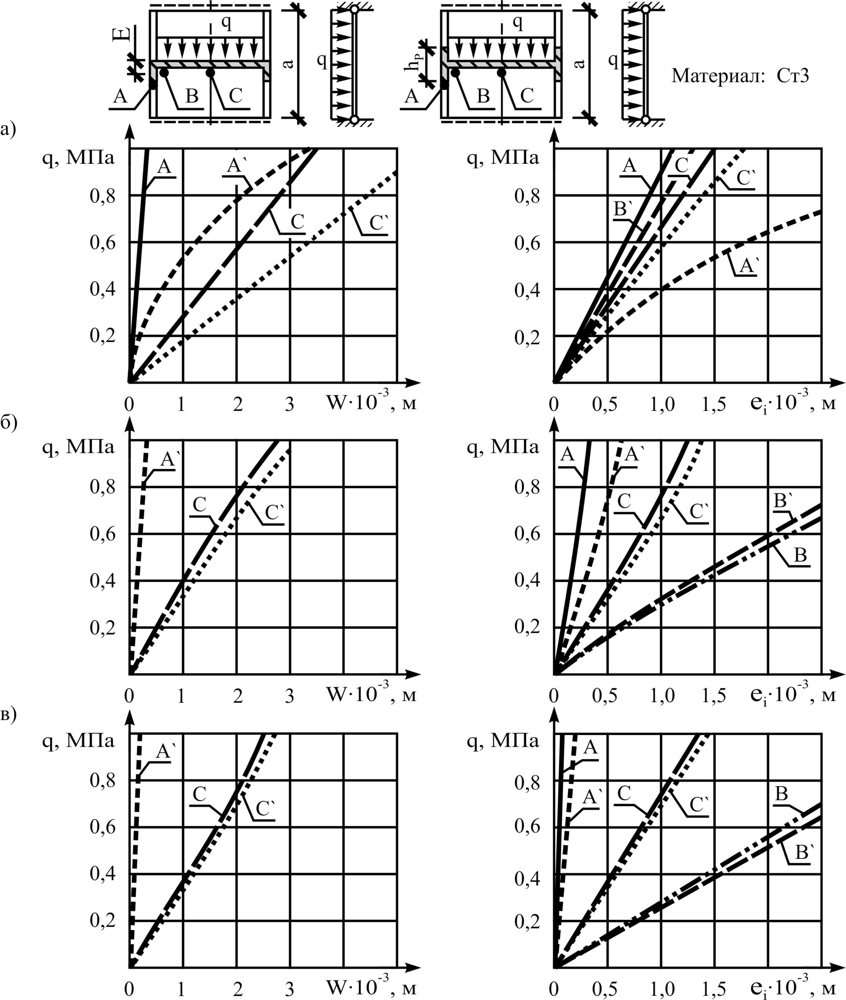 E q a q h_P q a q Материал: Ст3
A B C A B C
а)
q, МПа A A` q, МПа A C C`
0,8 0,8
B`
C C`
0,6 0,6
A`
0,4 0,4
0,2 0,2
0 1 2 3 W·10⁻³, м 0 0,5 1,0 1,5 eᵢ·10⁻³, м
б)
q, МПа A` q, МПа A A`
0,8 0,8
C C` C C` B`
0,6 0,6
B
0,4 0,4
0,2 0,2
0 1 2 3 W·10⁻³, м 0 0,5 1,0 1,5 eᵢ·10⁻³, м
в)
q, МПа A` q, МПа A
0,8 0,8
C C` A` C C` B
0,6 0,6
B`
0,4 0,4
0,2 0,2
0 1 2 3 W·10⁻³, м 0 0,5 1,0 1,5 eᵢ·10⁻³, м